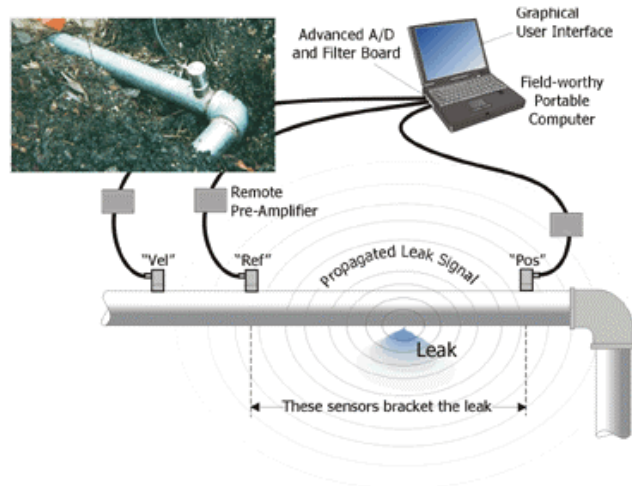 Graphical
User Interface
Advanced A/D
and Filter Board
Field-worthy
Portable
Computer
Remote
Pre-Amplifier
"Vel"
"Ref"
"Pos"
Propagated Leak Signal
Leak
These sensors bracket the leak